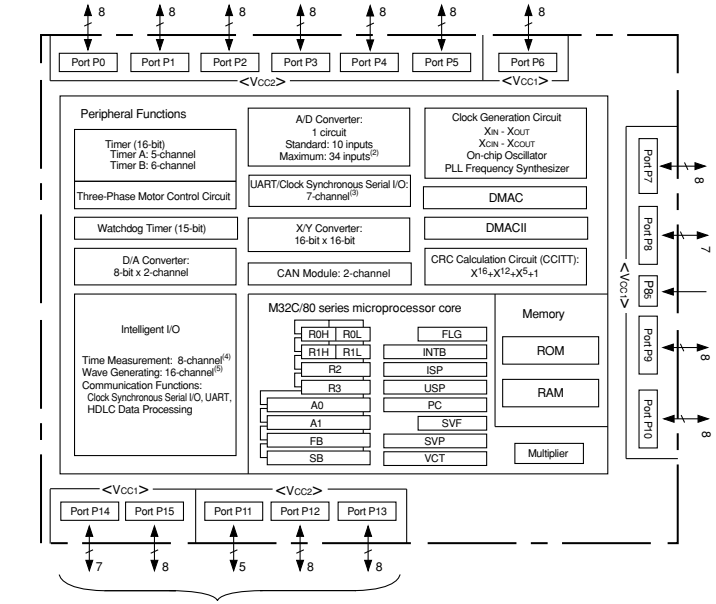 8 8 8 8 8 8 8
Port P0 Port P1 Port P2 Port P3 Port P4 Port P5 Port P6
<VCC2> <VCC1>
Peripheral Functions
Timer (16-bit)
Timer A: 5-channel
Timer B: 6-channel
Three-Phase Motor Control Circuit
Watchdog Timer (15-bit)
D/A Converter:
8-bit x 2-channel
Intelligent I/O
Time Measurement: 8-channel(4)
Wave Generating: 16-channel(5)
Communication Functions:
Clock Synchronous Serial I/O, UART,
HDLC Data Processing
A/D Converter:
1 circuit
Standard: 10 inputs
Maximum: 34 inputs(2)
UART/Clock Synchronous Serial I/O:
7-channel(3)
X/Y Converter:
16-bit x 16-bit
CAN Module: 2-channel
Clock Generation Circuit
XIN - XOUT
XCIN - XCOUT
On-chip Oscillator
PLL Frequency Synthesizer
DMAC
DMACII
CRC Calculation Circuit (CCITT):
X16+X12+X5+1
M32C/80 series microprocessor core
R0H R0L
R1H R1L
R2
R3
A0
A1
FB
SB
FLG
INTB
ISP
USP
PC
SVF
SVP
VCT
Memory
ROM
RAM
Multiplier
<VCC1>
Port P7
8
Port P8
7
P85
Port P9
8
Port P10
8
<VCC1> <VCC2>
Port P14 Port P15 Port P11 Port P12 Port P13
7 8 5 8 8